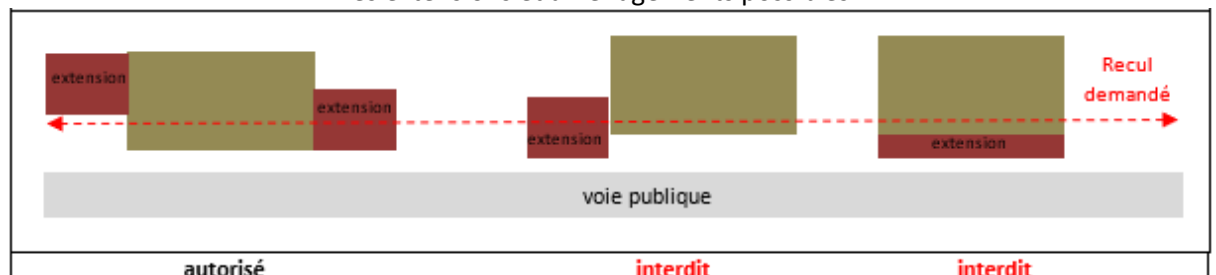 extension
extension
extension
extension
Recul
demandé
voie publique
autorisé
interdit
interdit